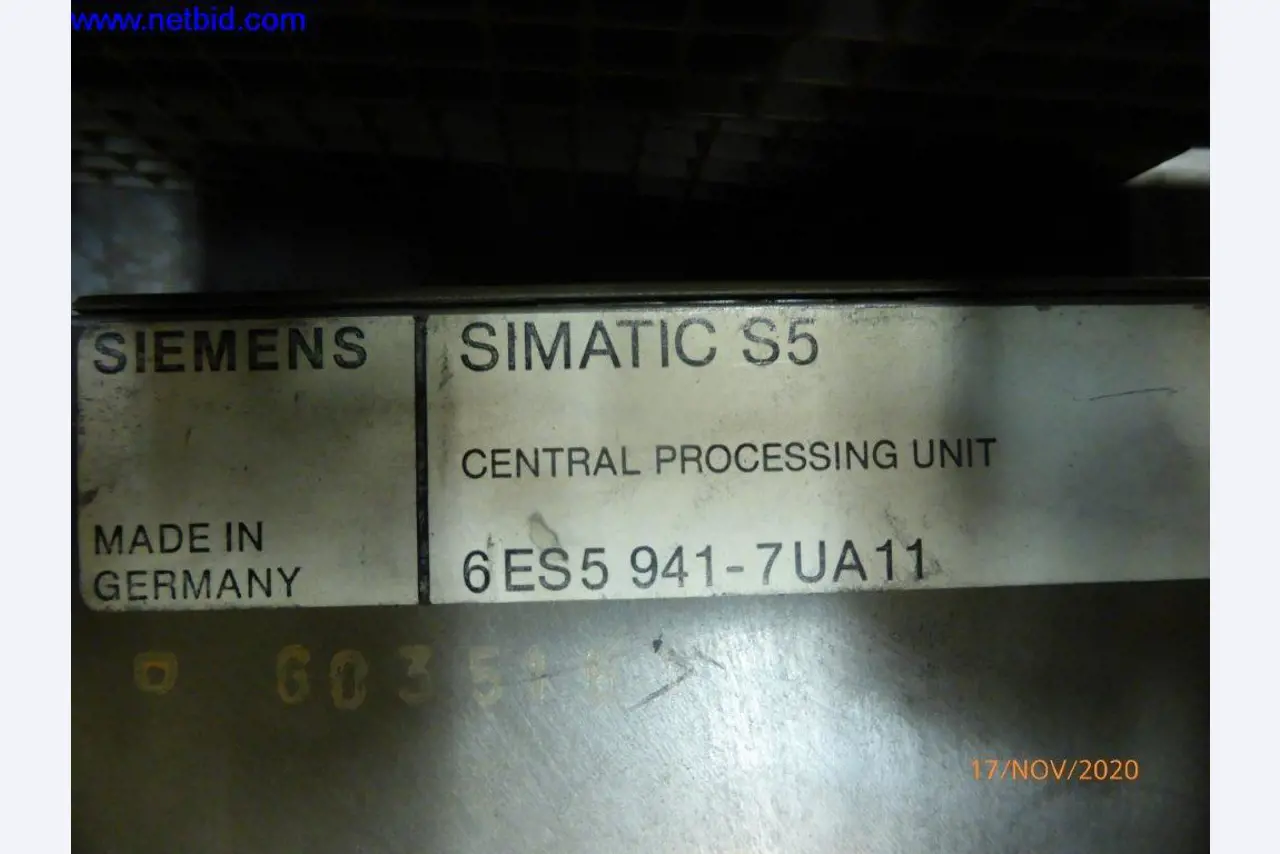 www.netbid.com
SIEMENS
MADE IN
GERMANY
SIMATIC S5
CENTRAL PROCESSING UNIT
6ES5 941-7UA11
17/NOV/2020